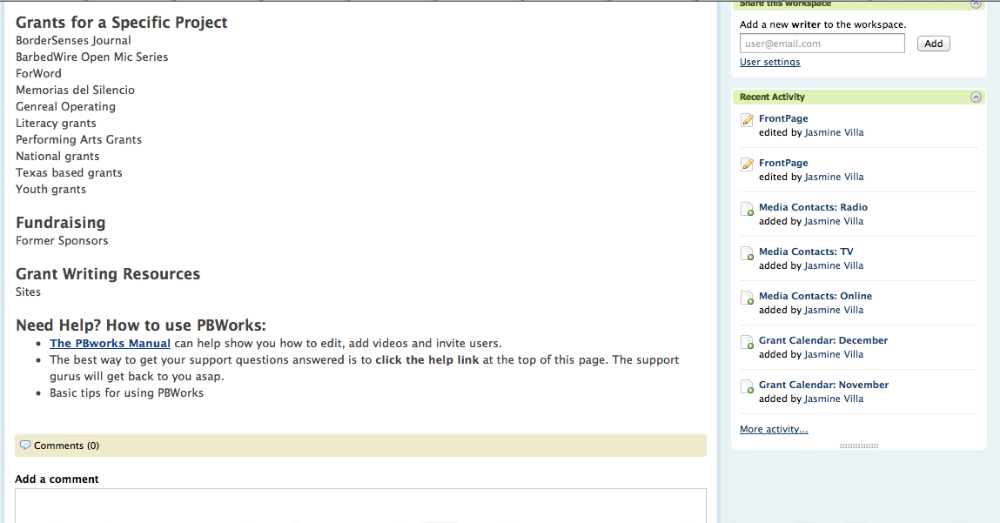 Grants for a Specific Project
BorderSenses Journal
BarbedWire Open Mic Series
ForWord
Memorias del Silencio
Genreal Operating
Literacy grants
Performing Arts Grants
National grants
Texas based grants
Youth grants
Fundraising
Former Sponsors
Grant Writing Resources
Sites
Need Help? How to use PBWorks:
The PBworks Manual can help show you how to edit, add videos and invite users.
The best way to get your support questions answered is to click the help link at the top of this page. The support
gurus will get back to you asap.
Basic tips for using PBWorks
Comments (0)
Add a comment
Share this workspace
Add a new writer to the workspace.
user@email.com
Add
User settings
Recent Activity
FrontPage
edited by Jasmine Villa
FrontPage
edited by Jasmine Villa
Media Contacts: Radio
added by Jasmine Villa
Media Contacts: TV
added by Jasmine Villa
Media Contacts: Online
added by Jasmine Villa
Grant Calendar: December
added by Jasmine Villa
Grant Calendar: November
added by Jasmine Villa
More activity...